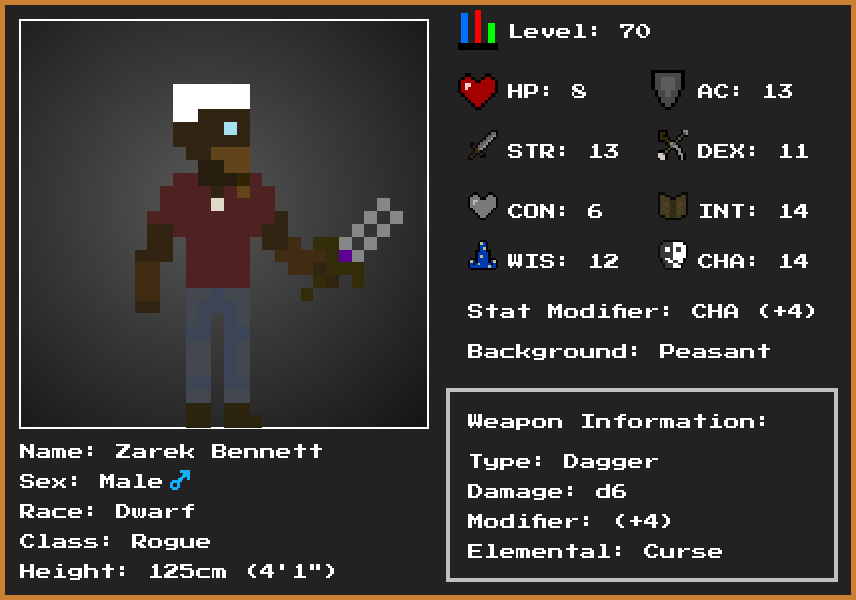 Level: 70
HP: 8
AC: 13
STR: 13
DEX: 11
CON: 6
INT: 14
WIS: 12
CHA: 14
Stat Modifier: CHA (+4)
Background: Peasant
Weapon Information:
Type: Dagger
Damage: d6
Modifier: (+4)
Elemental: Curse
Name: Zarek Bennett
Sex: Male♂
Race: Dwarf
Class: Rogue
Height: 125cm (4'1")